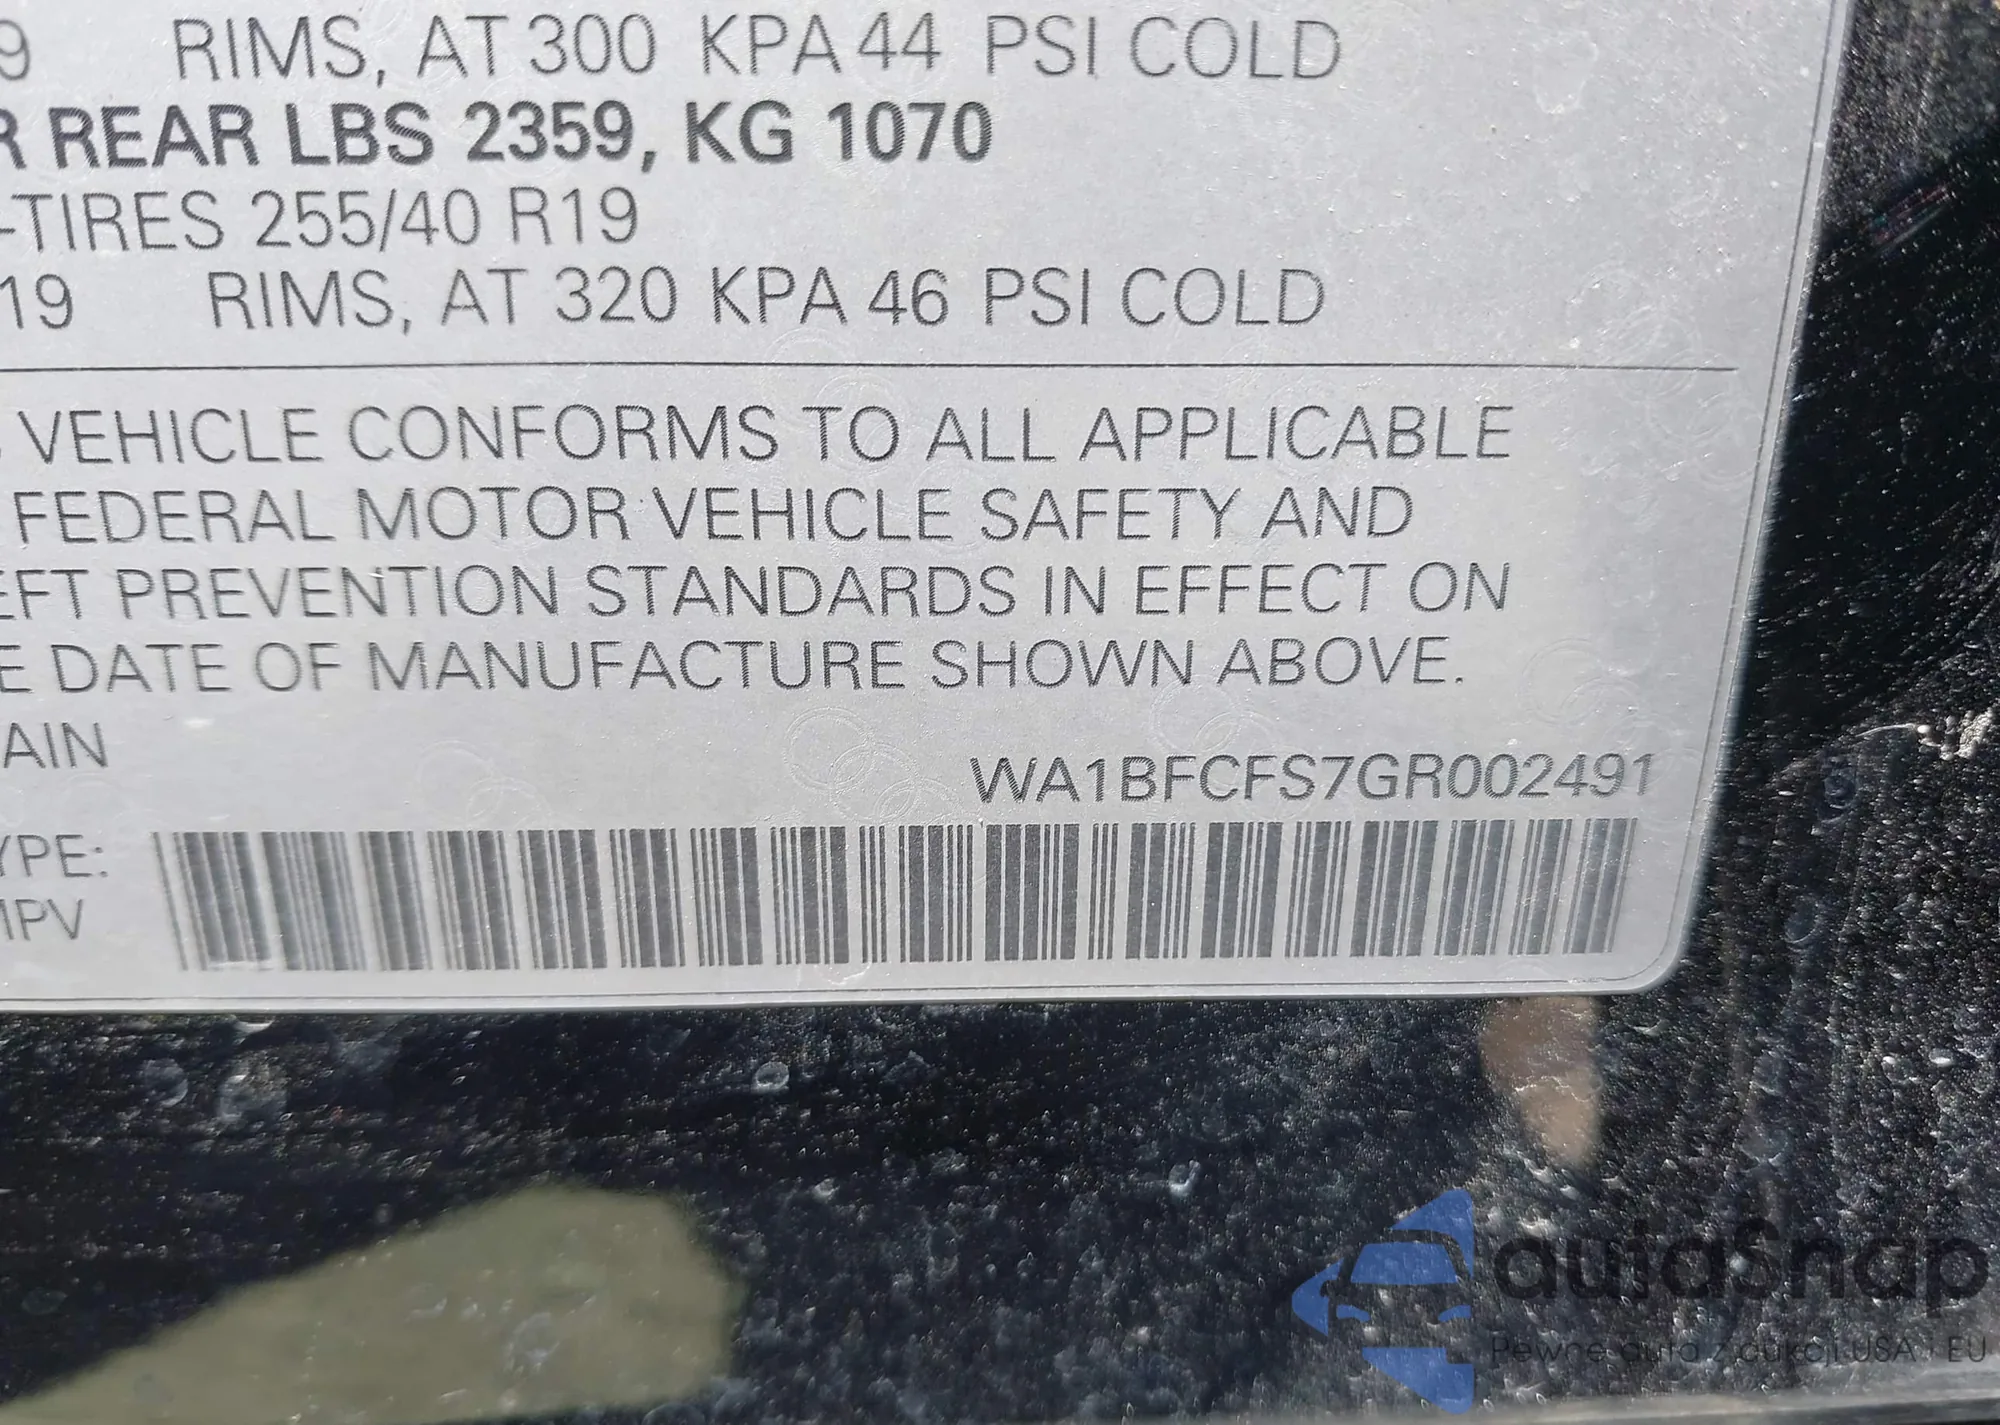 9 RIMS, AT 300 KPA 44 PSI COLD
R REAR LBS 2359, KG 1070
-TIRES 255/40 R19
19 RIMS, AT 320 KPA 46 PSI COLD
VEHICLE CONFORMS TO ALL APPLICABLE
FEDERAL MOTOR VEHICLE SAFETY AND
EFT PREVENTION STANDARDS IN EFFECT ON
E DATE OF MANUFACTURE SHOWN ABOVE.
AIN
WA1BFCFS7GR002491
YPE:
MPV
autaSnap
Pewne auta z aukcji USA i EU